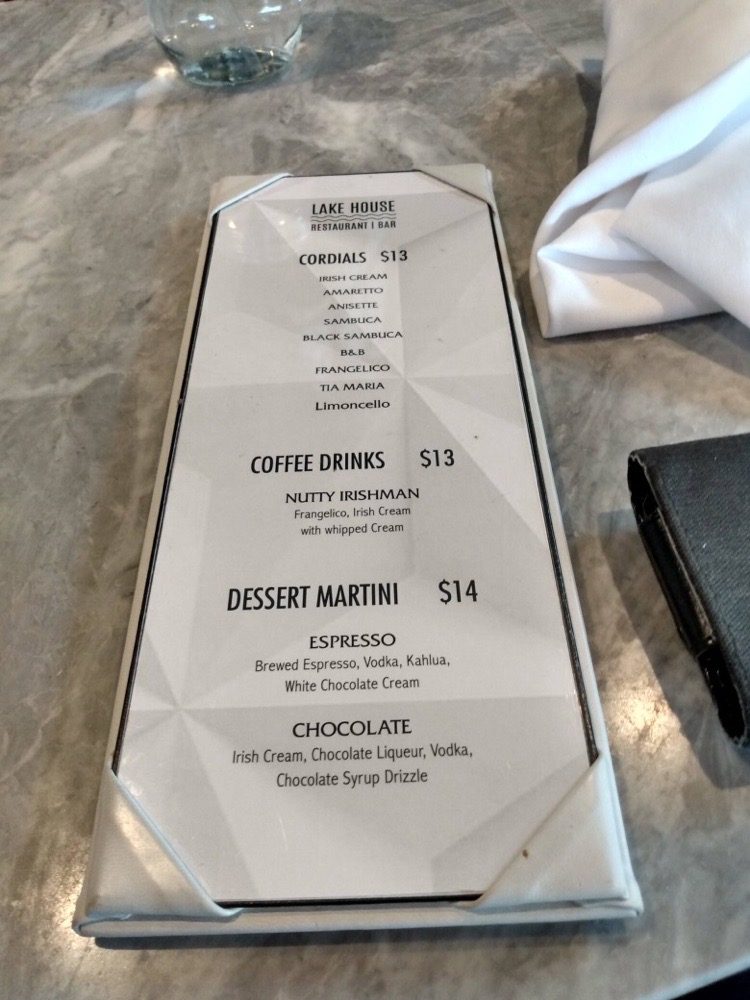 LAKE HOUSE
RESTAURANT | BAR
CORDIALS $13
IRISH CREAM
AMARETTO
ANISETTE
SAMBUCA
BLACK SAMBUCA
B&B
FRANGELICO
TIA MARIA
Limoncello
COFFEE DRINKS $13
NUTTY IRISHMAN
Frangelico, Irish Cream
with whipped Cream
DESSERT MARTINI $14
ESPRESSO
Brewed Espresso, Vodka, Kahlua,
White Chocolate Cream
CHOCOLATE
Irish Cream, Chocolate Liqueur, Vodka,
Chocolate Syrup Drizzle